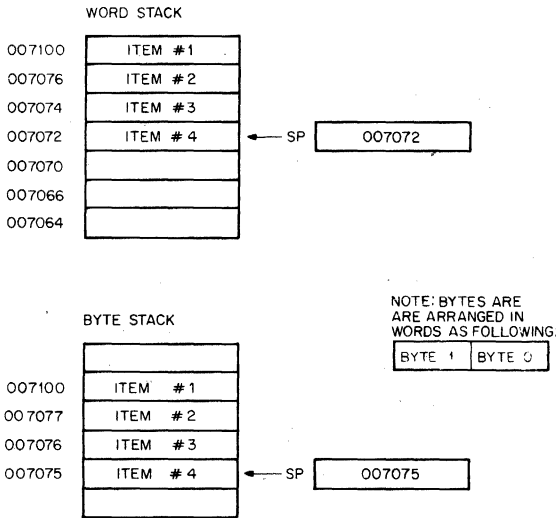 WORD STACK
007100 ITEM #1
007076 ITEM #2
007074 ITEM #3
007072 ITEM #4 SP 007072
007070
007066
007064
NOTE: BYTES ARE
ARE ARRANGED IN
WORDS AS FOLLOWING:
BYTE 1 BYTE 0
BYTE STACK
007100 ITEM #1
007077 ITEM #2
007076 ITEM #3
007075 ITEM #4 SP 007075